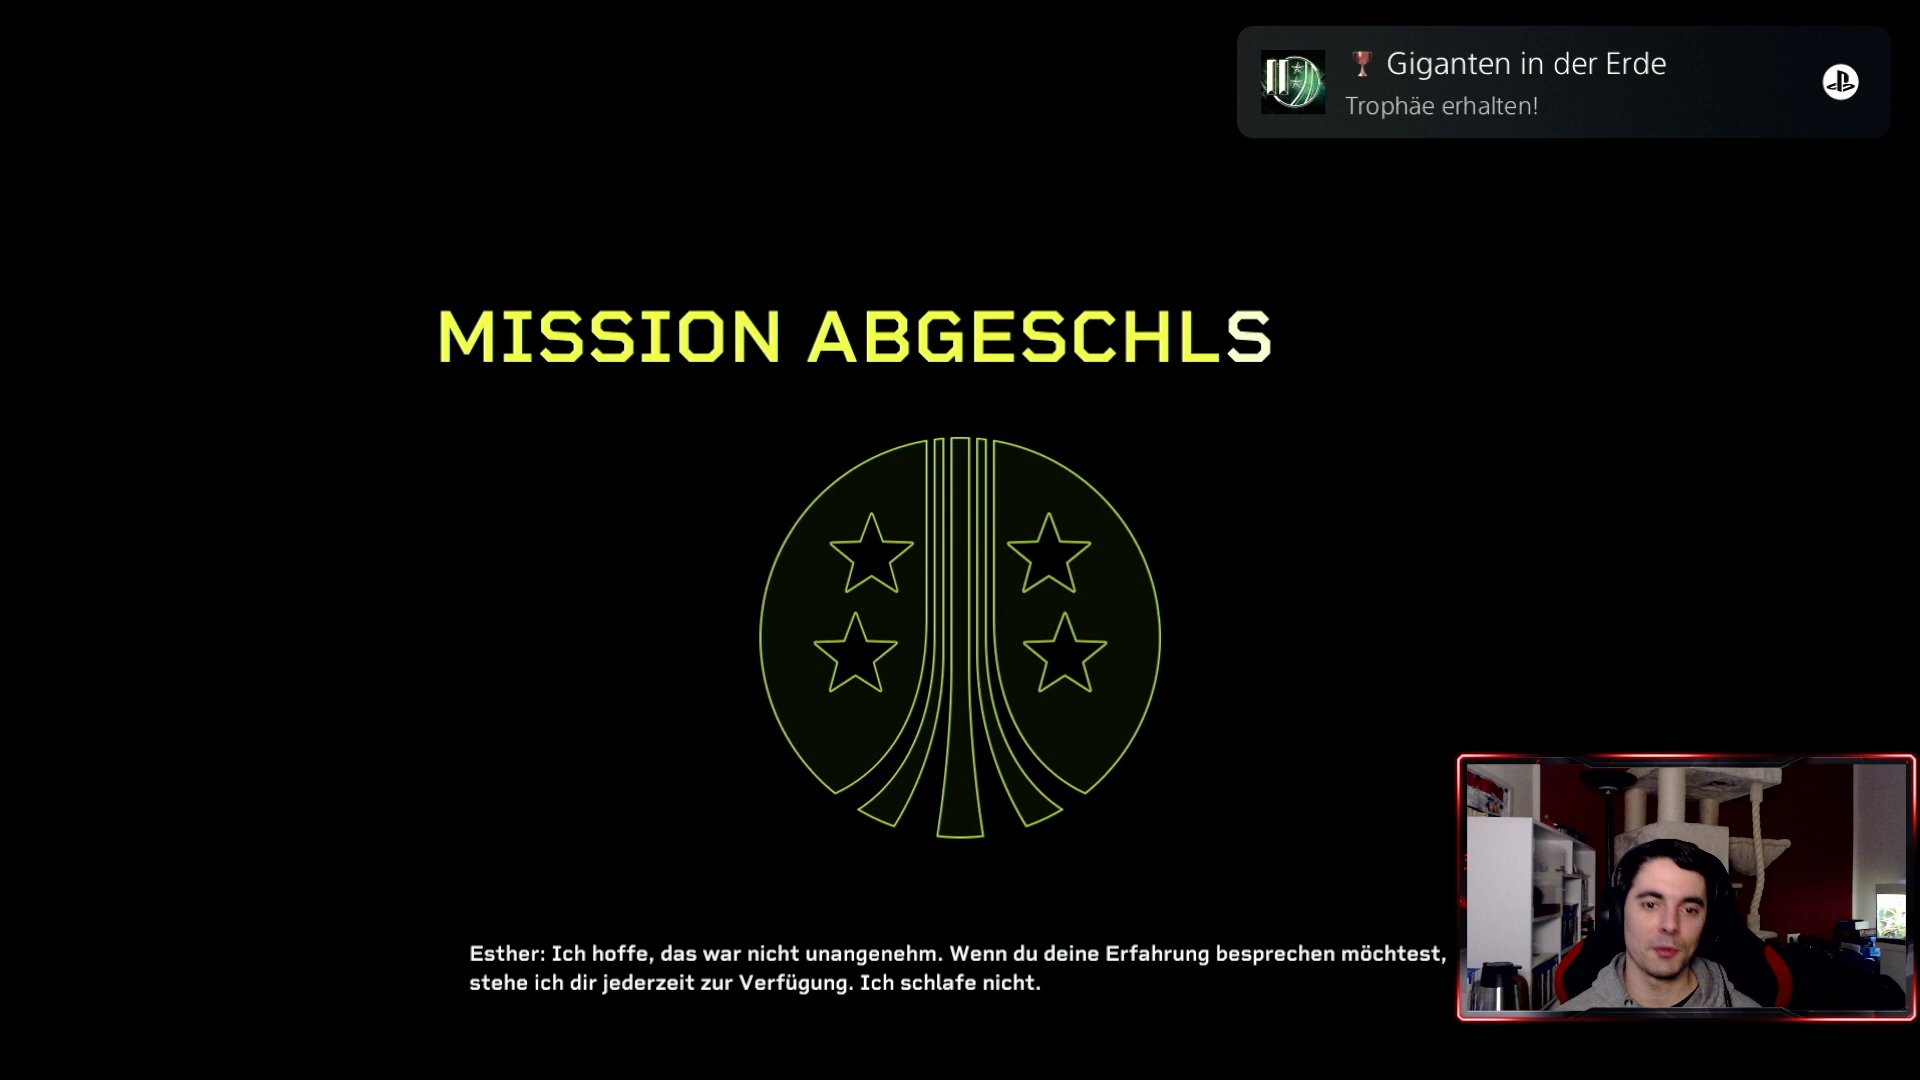 Giganten in der Erde
Trophäe erhalten!
MISSION ABGESCHLS
Esther: Ich hoffe, das war nicht unangenehm. Wenn du deine Erfahrung besprechen möchtest,
stehe ich dir jederzeit zur Verfügung. Ich schlafe nicht.